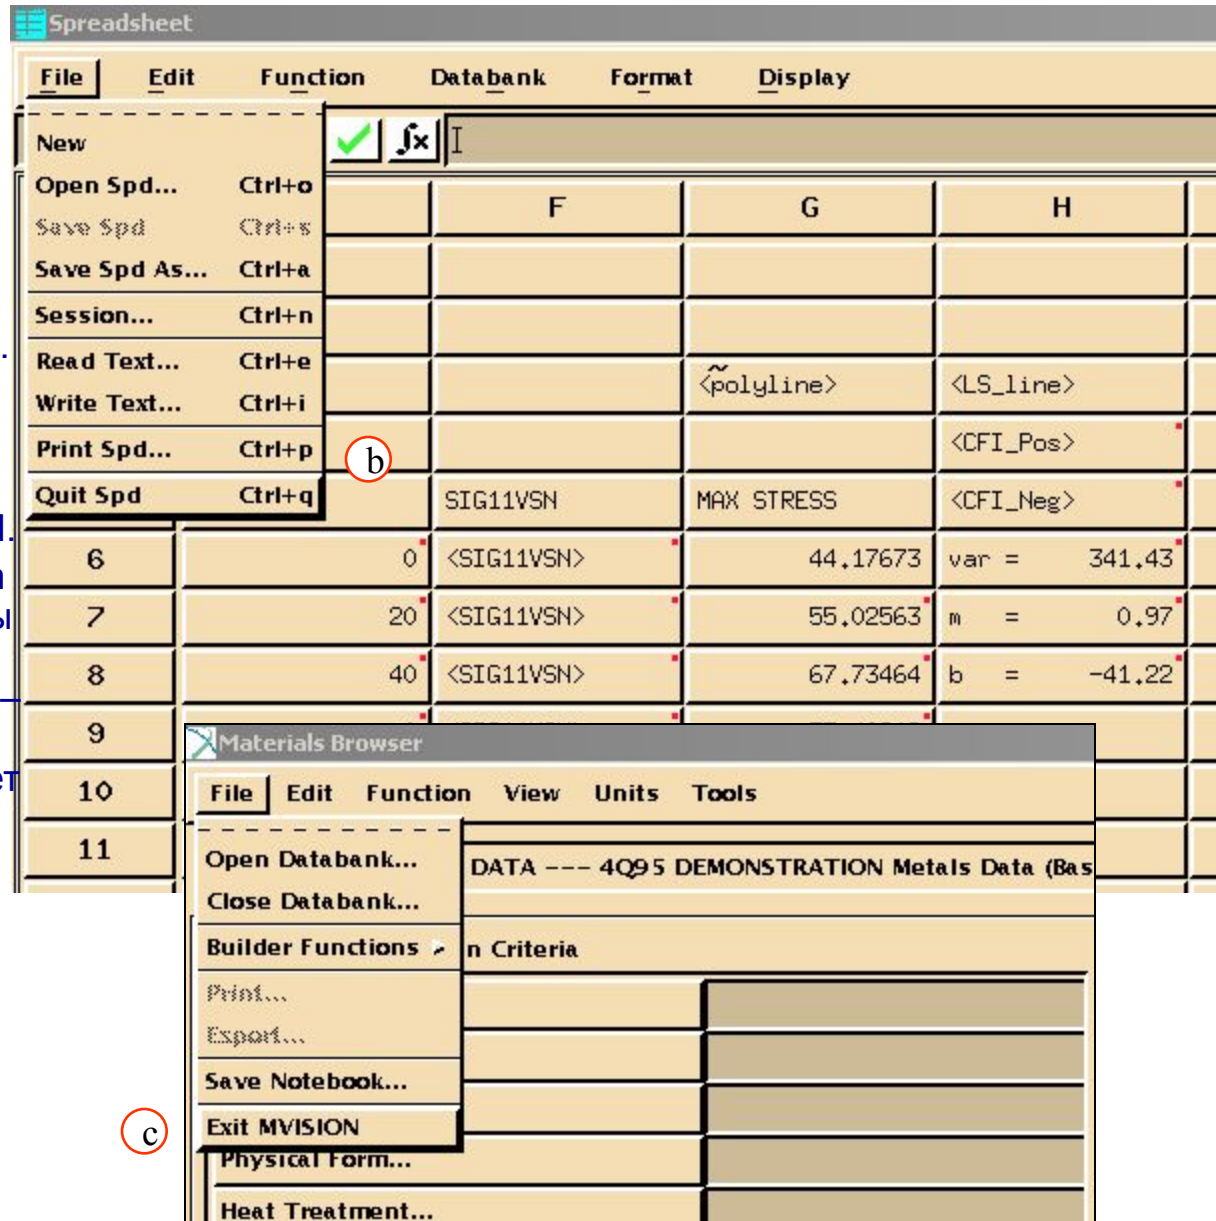 Spreadsheet
File Edit Function Databank Format Display
New
Open Spd... Ctrl+o
Save Spd Ctrl+s
Save Spd As... Ctrl+a
Session... Ctrl+n
Read Text... Ctrl+e
Write Text... Ctrl+i
Print Spd... Ctrl+p
Quit Spd Ctrl+q
b
F G H
<polyline> <LS_line>
<CFI_Pos>
SIG11VSN MAX STRESS <CFI_Neg>
6 0 <SIG11VSN> 44.17673 var = 341.43
7 20 <SIG11VSN> 55.02563 m = 0.97
8 40 <SIG11VSN> 67.73464 b = -41.22
9
10
11
ы
ет
Materials Browser
File Edit Function View Units Tools
Open Databank...
Close Databank...
Builder Functions
Print...
Export...
Save Notebook...
Exit MVISION
c
DATA --- 4Q95 DEMONSTRATION Metals Data (Bas
n Criteria
Physical Form...
Heat Treatment...